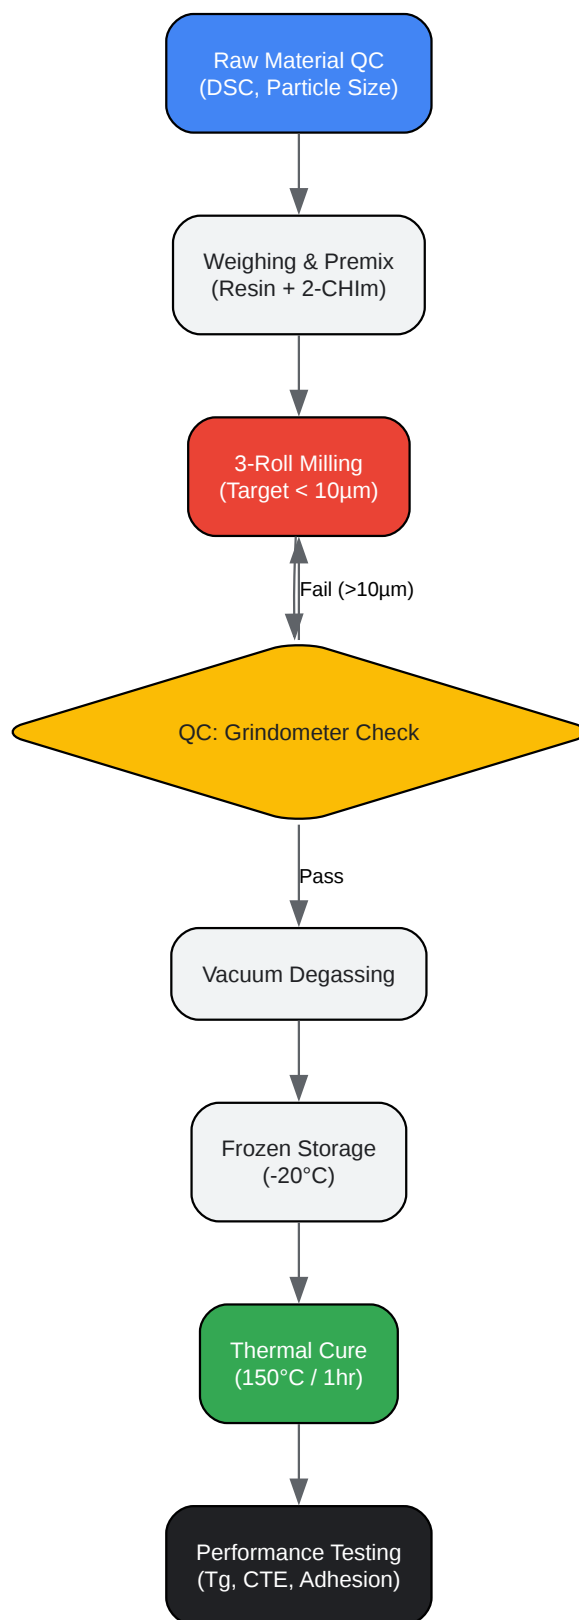 Raw Material QC
(DSC, Particle Size)
Weighing & Premix
(Resin + 2-CHIm)
3-Roll Milling
(Target < 10µm)
Fail (>10µm)
QC: Grindometer Check
Pass
Vacuum Degassing
Frozen Storage
(-20°C)
Thermal Cure
(150°C / 1hr)
Performance Testing
(Tg, CTE, Adhesion)